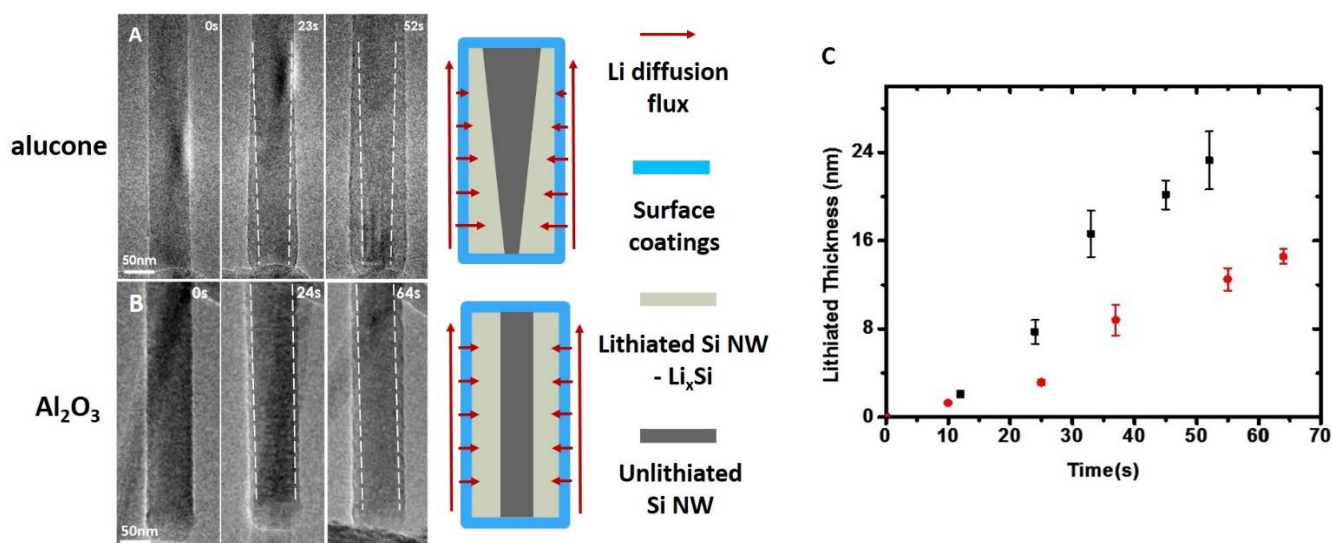 A
0s
23s
52s
alucone
50nm
B
0s
24s
64s
Al₂O₃
50nm
Li diffusion
flux
Surface
coatings
Lithiated Si NW
- LiₓSi
Unlithiated
Si NW
C
Lithiated Thickness (nm)
24
16
8
0
0
10
20
30
40
50
60
70
Time(s)